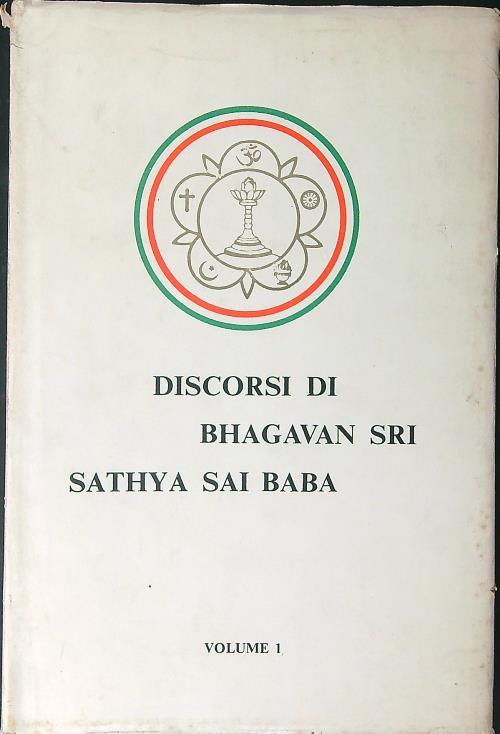 DISCORSI DI
BHAGAVAN SRI
SATHYA SAI BABA
VOLUME 1